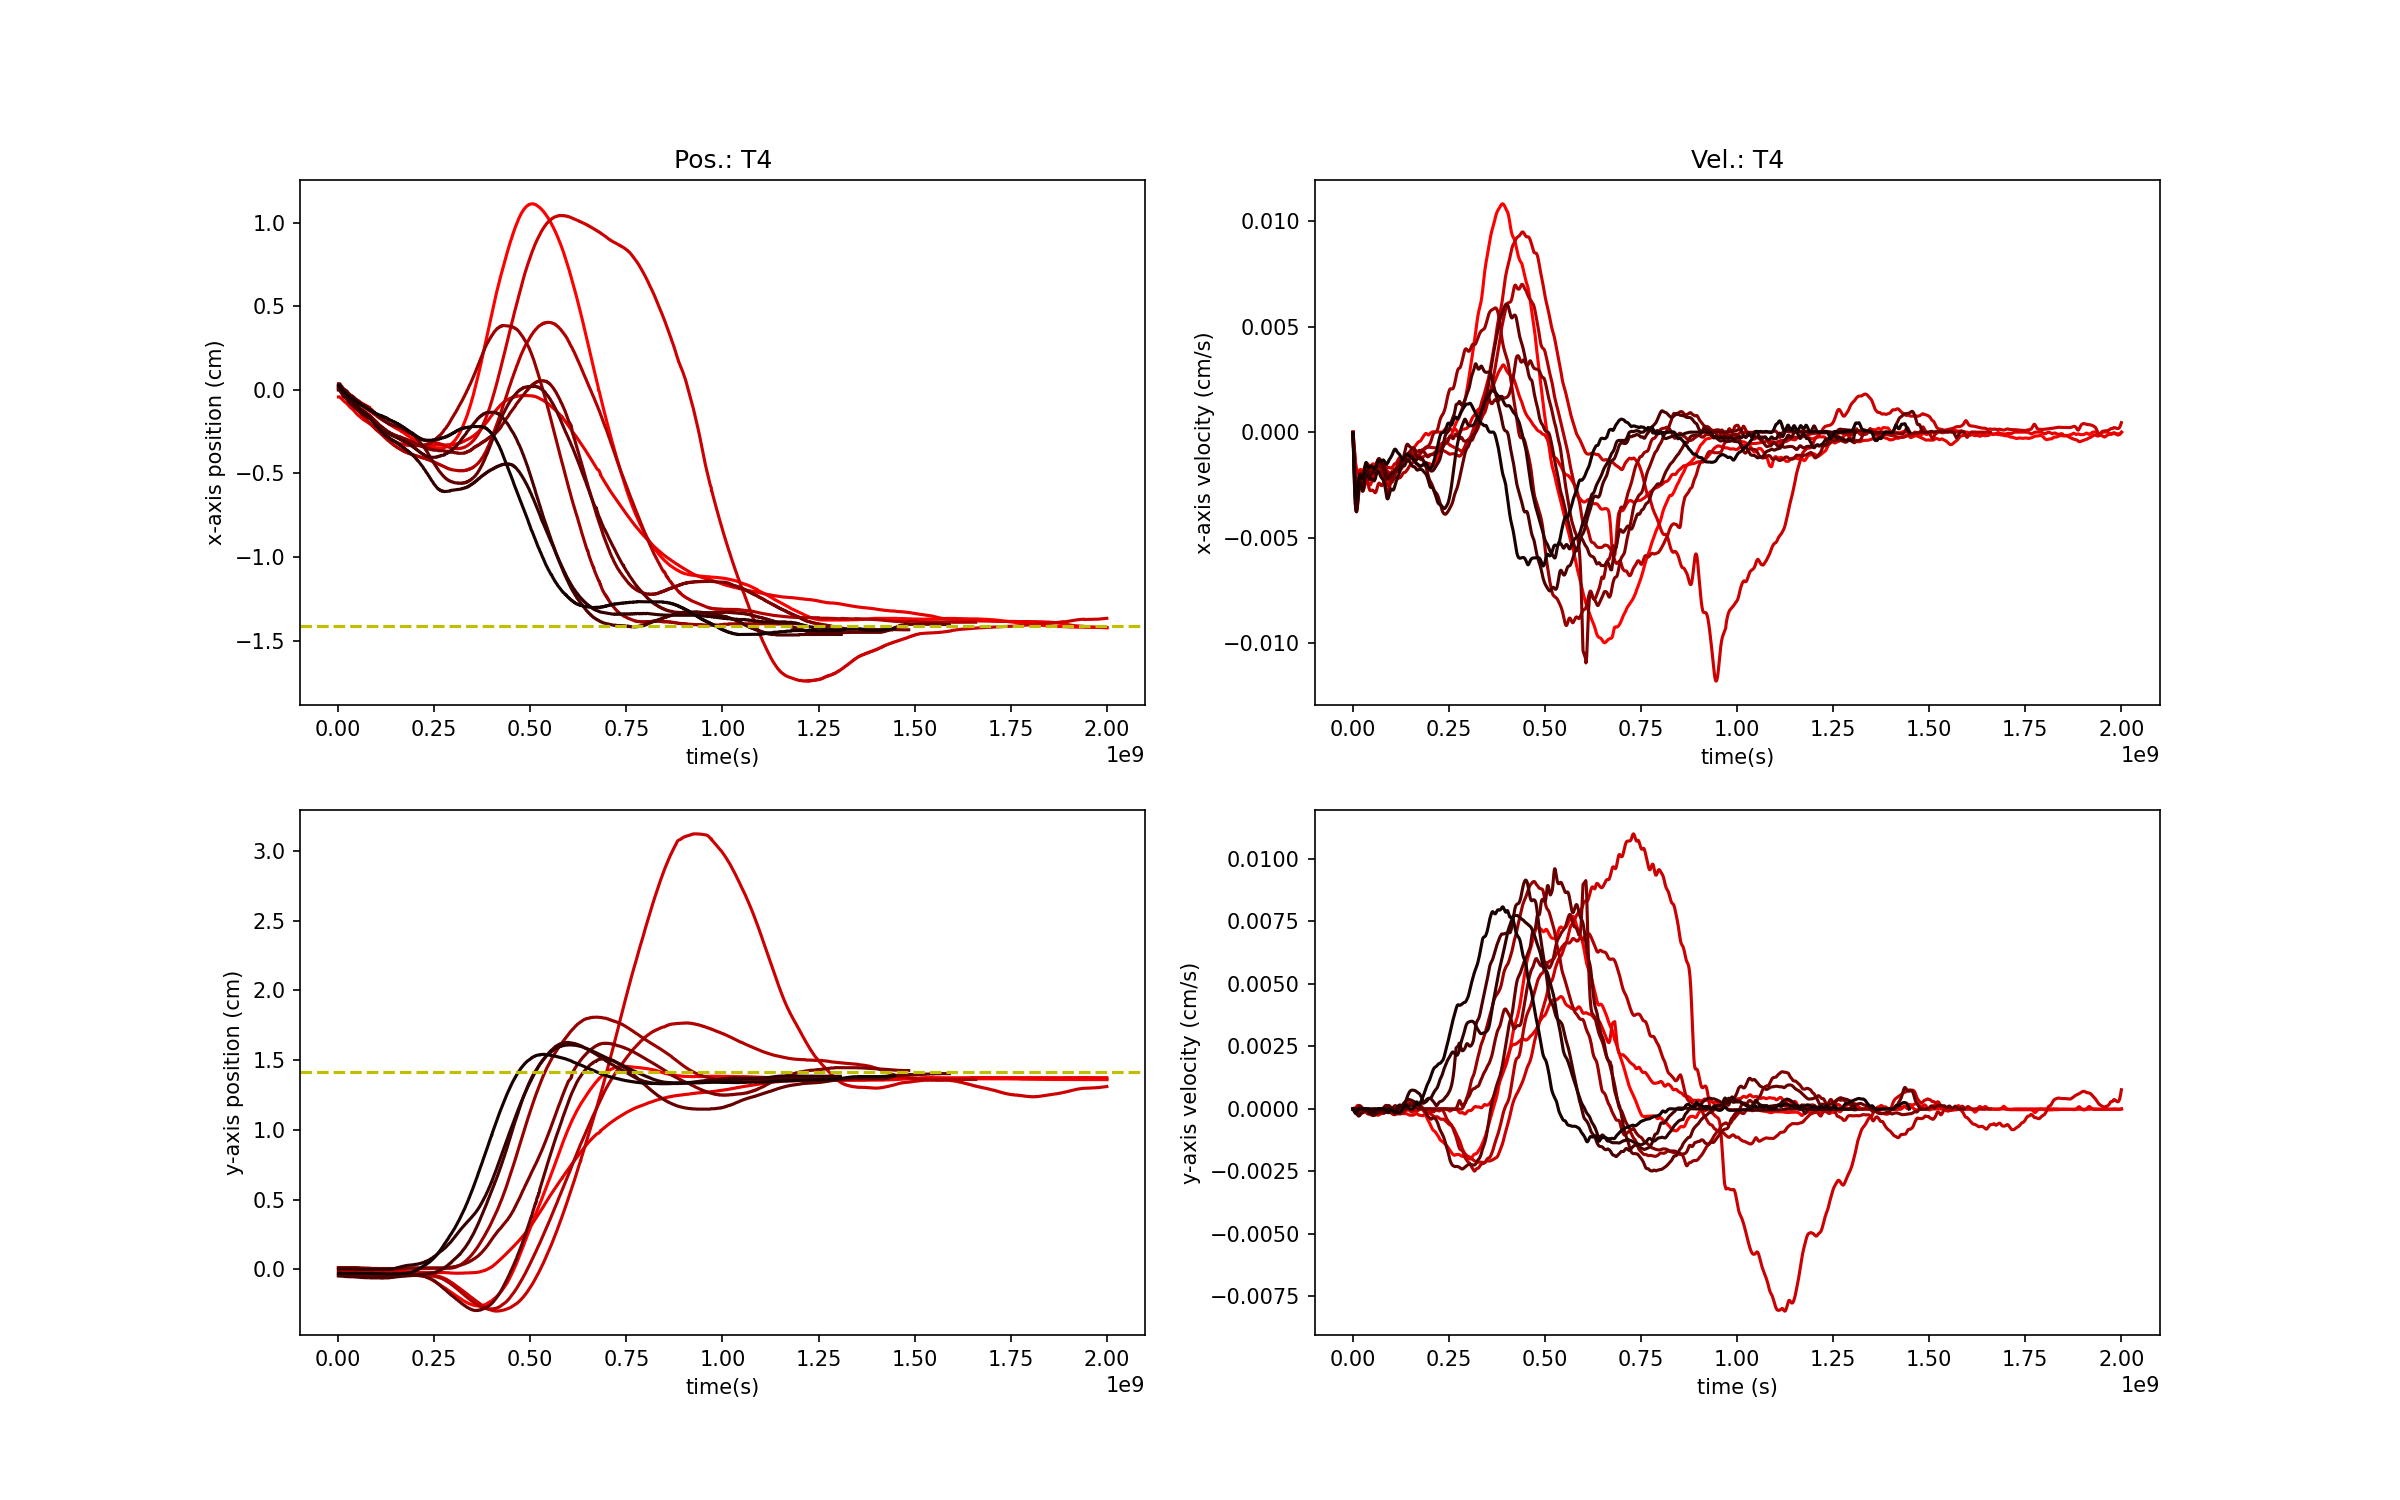 Pos.: T4
x-axis position (cm)
1.0
0.5
0.0
−0.5
−1.0
−1.5
0.00 0.25 0.50 0.75 1.00 1.25 1.50 1.75 2.00
time(s)
1e9
Vel.: T4
x-axis velocity (cm/s)
0.010
0.005
0.000
−0.005
−0.010
0.00 0.25 0.50 0.75 1.00 1.25 1.50 1.75 2.00
time(s)
1e9
y-axis position (cm)
3.0
2.5
2.0
1.5
1.0
0.5
0.0
0.00 0.25 0.50 0.75 1.00 1.25 1.50 1.75 2.00
time(s)
1e9
y-axis velocity (cm/s)
0.0100
0.0075
0.0050
0.0025
0.0000
−0.0025
−0.0050
−0.0075
0.00 0.25 0.50 0.75 1.00 1.25 1.50 1.75 2.00
time (s)
1e9